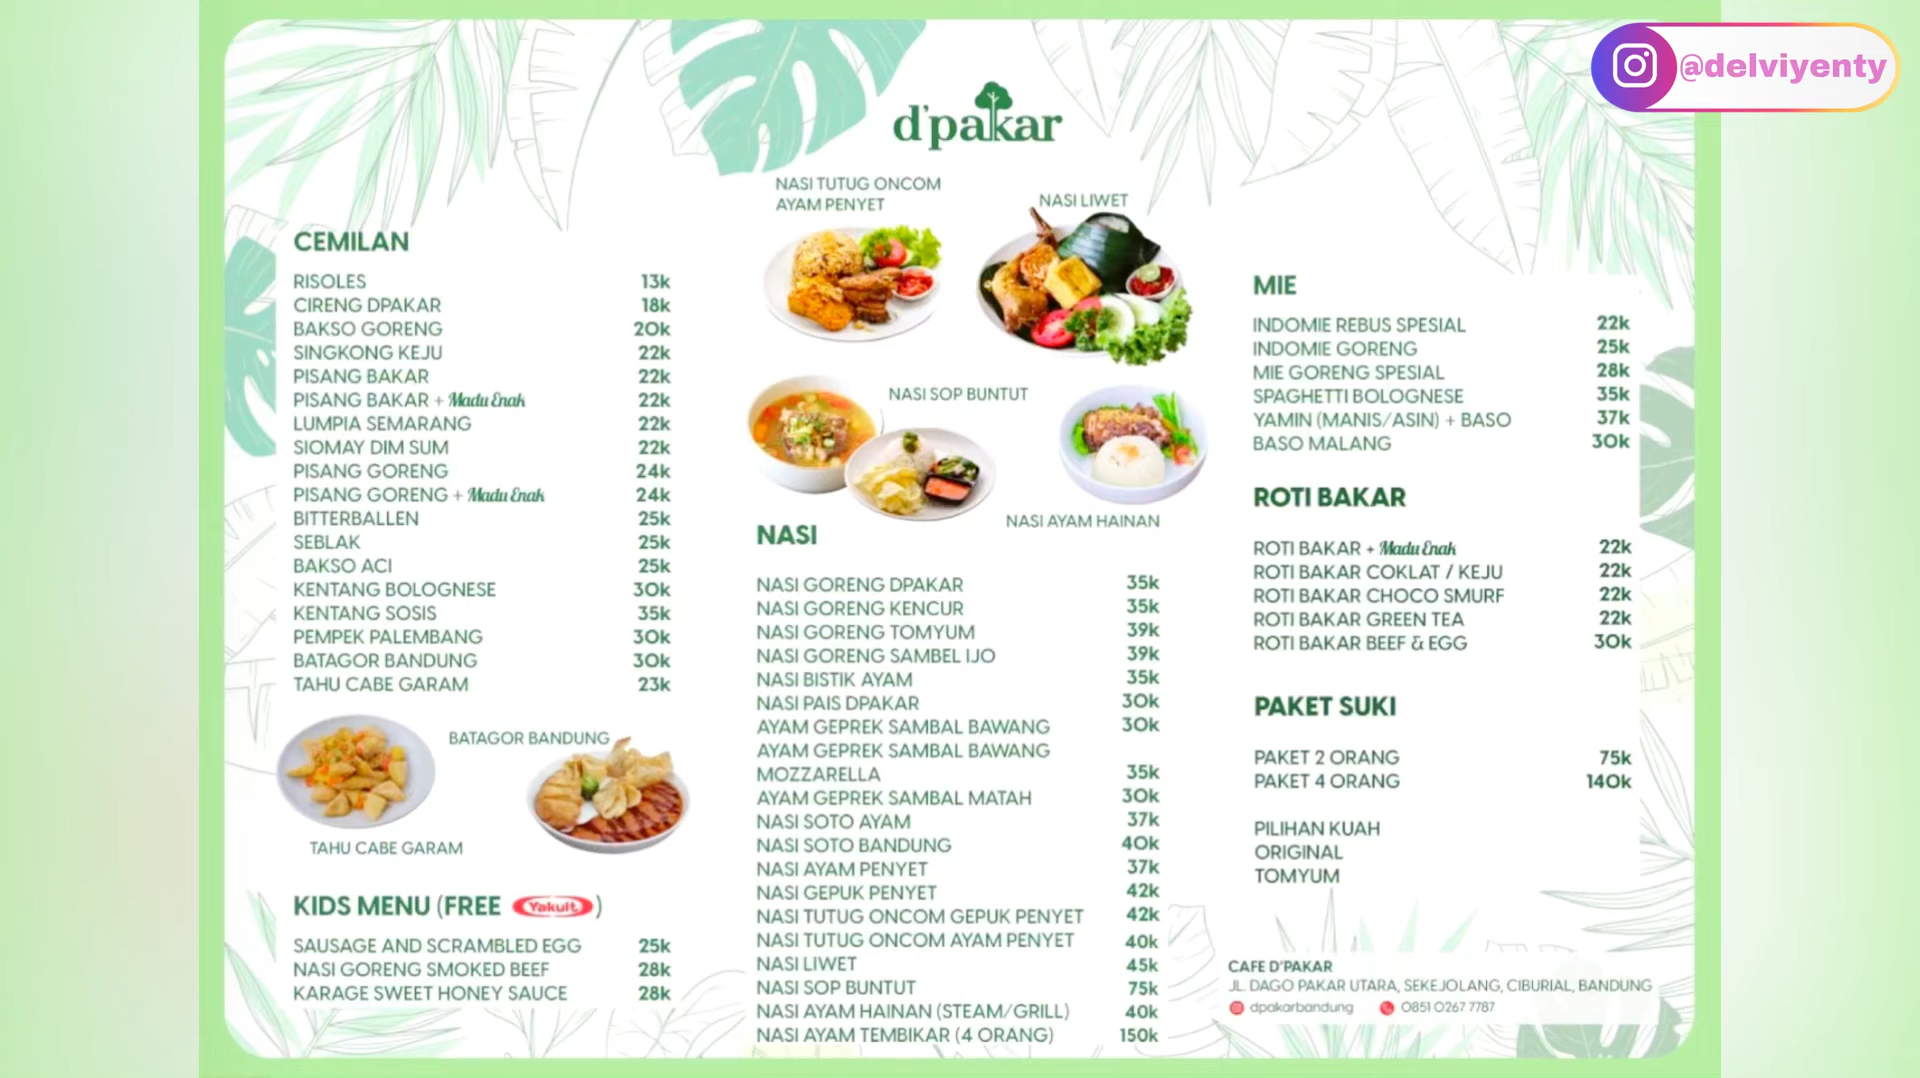 @delviyenty
d'pakar
NASI TUTUG ONCOM
AYAM PENYET
NASI LIWET
NASI SOP BUNTUT
NASI AYAM HAINAN
CEMILAN
RISOLES 13k
CIRENG DPAKAR 18k
BAKSO GORENG 20k
SINGKONG KEJU 22k
PISANG BAKAR 22k
PISANG BAKAR + Madu Enak 22k
LUMPIA SEMARANG 22k
SIOMAY DIM SUM 22k
PISANG GORENG 24k
PISANG GORENG + Madu Enak 24k
BITTERBALLEN 25k
SEBLAK 25k
BAKSO ACI 25k
KENTANG BOLOGNESE 30k
KENTANG SOSIS 35k
PEMPEK PALEMBANG 30k
BATAGOR BANDUNG 30k
TAHU CABE GARAM 23k
BATAGOR BANDUNG
TAHU CABE GARAM
KIDS MENU (FREE Yakult)
SAUSAGE AND SCRAMBLED EGG 25k
NASI GORENG SMOKED BEEF 28k
KARAGE SWEET HONEY SAUCE 28k
NASI
NASI GORENG DPAKAR 35k
NASI GORENG KENCUR 35k
NASI GORENG TOMYUM 39k
NASI GORENG SAMBEL IJO 39k
NASI BISTIK AYAM 35k
NASI PAIS DPAKAR 30k
AYAM GEPREK SAMBAL BAWANG 30k
AYAM GEPREK SAMBAL BAWANG
MOZZARELLA 35k
AYAM GEPREK SAMBAL MATAH 30k
NASI SOTO AYAM 37k
NASI SOTO BANDUNG 40k
NASI AYAM PENYET 37k
NASI GEPUK PENYET 42k
NASI TUTUG ONCOM GEPUK PENYET 42k
NASI TUTUG ONCOM AYAM PENYET 40k
NASI LIWET 45k
NASI SOP BUNTUT 75k
NASI AYAM HAINAN (STEAM/GRILL) 40k
NASI AYAM TEMBIKAR (4 ORANG) 150k
MIE
INDOMIE REBUS SPESIAL 22k
INDOMIE GORENG 25k
MIE GORENG SPESIAL 28k
SPAGHETTI BOLOGNESE 35k
YAMIN (MANIS/ASIN) + BASO 37k
BASO MALANG 30k
ROTI BAKAR
ROTI BAKAR + Madu Enak 22k
ROTI BAKAR COKLAT / KEJU 22k
ROTI BAKAR CHOCO SMURF 22k
ROTI BAKAR GREEN TEA 22k
ROTI BAKAR BEEF & EGG 30k
PAKET SUKI
PAKET 2 ORANG 75k
PAKET 4 ORANG 140k
PILIHAN KUAH
ORIGINAL
TOMYUM
CAFE D'PAKAR
JL. DAGO PAKAR UTARA, SEKEJOLANG, CIBURIAL, BANDUNG
dpakarbandung 0851 0267 7787